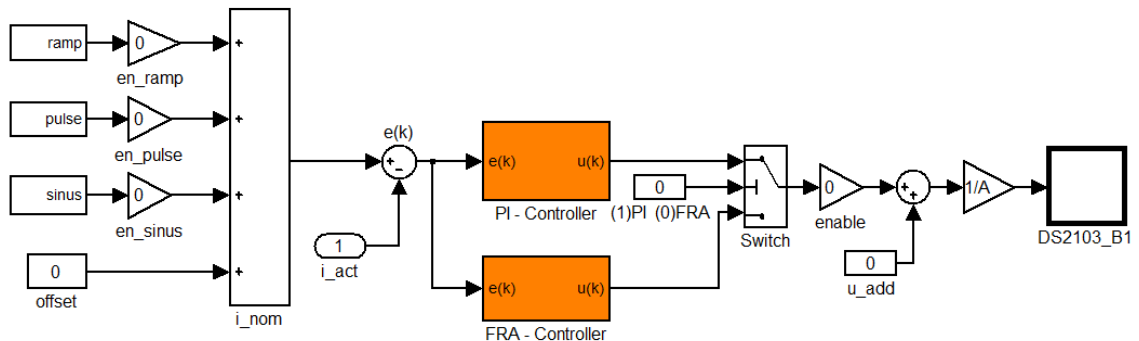 ramp
0
en_ramp
+
pulse
0
en_pulse
+
sinus
0
en_sinus
+
0
offset
+
i_nom
e(k)
+
−
1
i_act
e(k) u(k)
PI - Controller
e(k) u(k)
FRA - Controller
0
(1)PI (0)FRA
Switch
0
enable
+
+
0
u_add
1/A
DS2103_B1